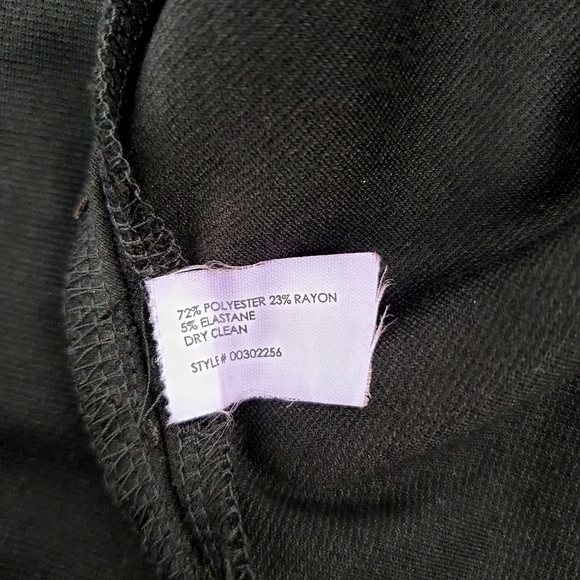 72% POLYESTER 23% RAYON
5% ELASTANE
DRY CLEAN
STYLE# 00302256